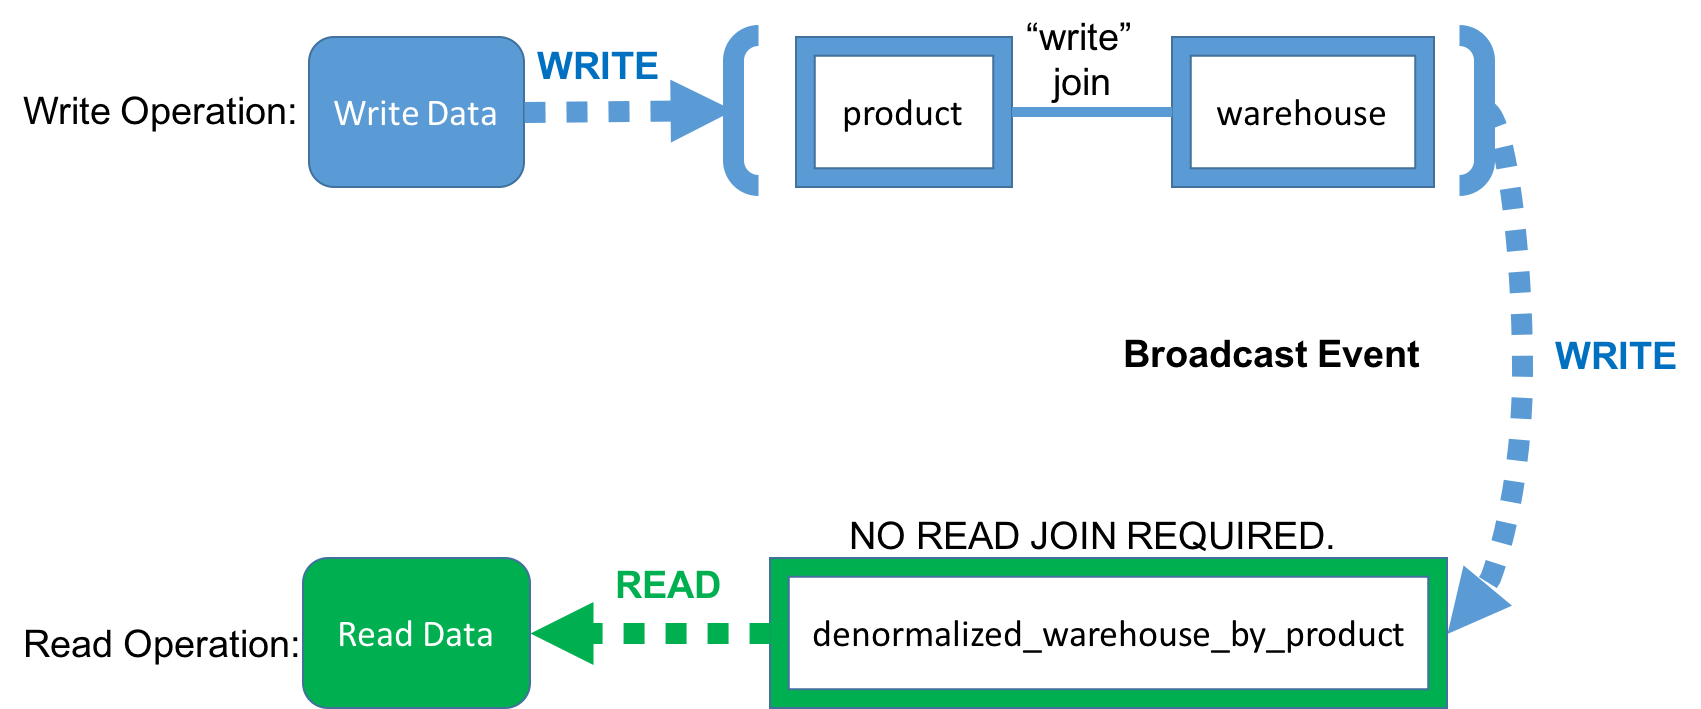 Write Operation:
Write Data
WRITE
product
“write”
join
warehouse
Broadcast Event
WRITE
NO READ JOIN REQUIRED.
Read Operation:
Read Data
READ
denormalized_warehouse_by_product